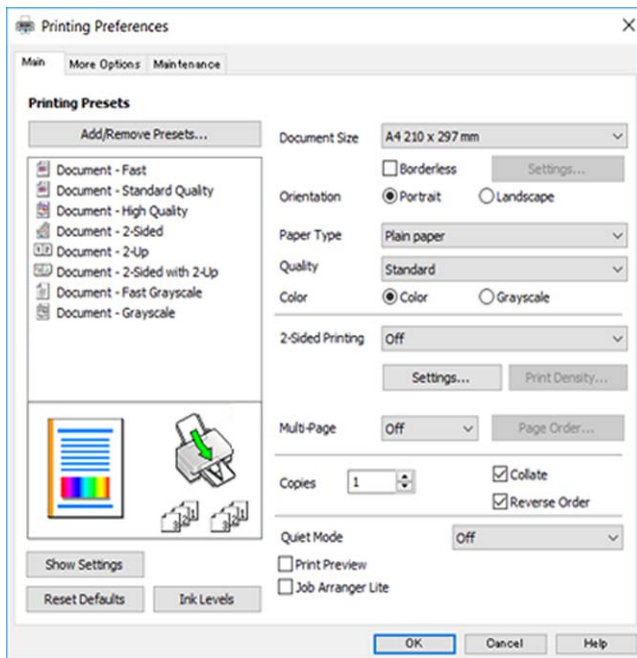 Printing Preferences
Main More Options Maintenance
Printing Presets
Add/Remove Presets...
Document - Fast
Document - Standard Quality
Document - High Quality
Document - 2-Sided
Document - 2-Up
Document - 2-Sided with 2-Up
Document - Fast Grayscale
Document - Grayscale
Show Settings
Reset Defaults Ink Levels
Document Size A4 210 x 297 mm
Borderless Settings...
Orientation Portrait Landscape
Paper Type Plain paper
Quality Standard
Color Color Grayscale
2-Sided Printing Off
Settings... Print Density...
Multi-Page Off Page Order...
Copies 1 Collate
Reverse Order
Quiet Mode Off
Print Preview
Job Arranger Lite
OK Cancel Help